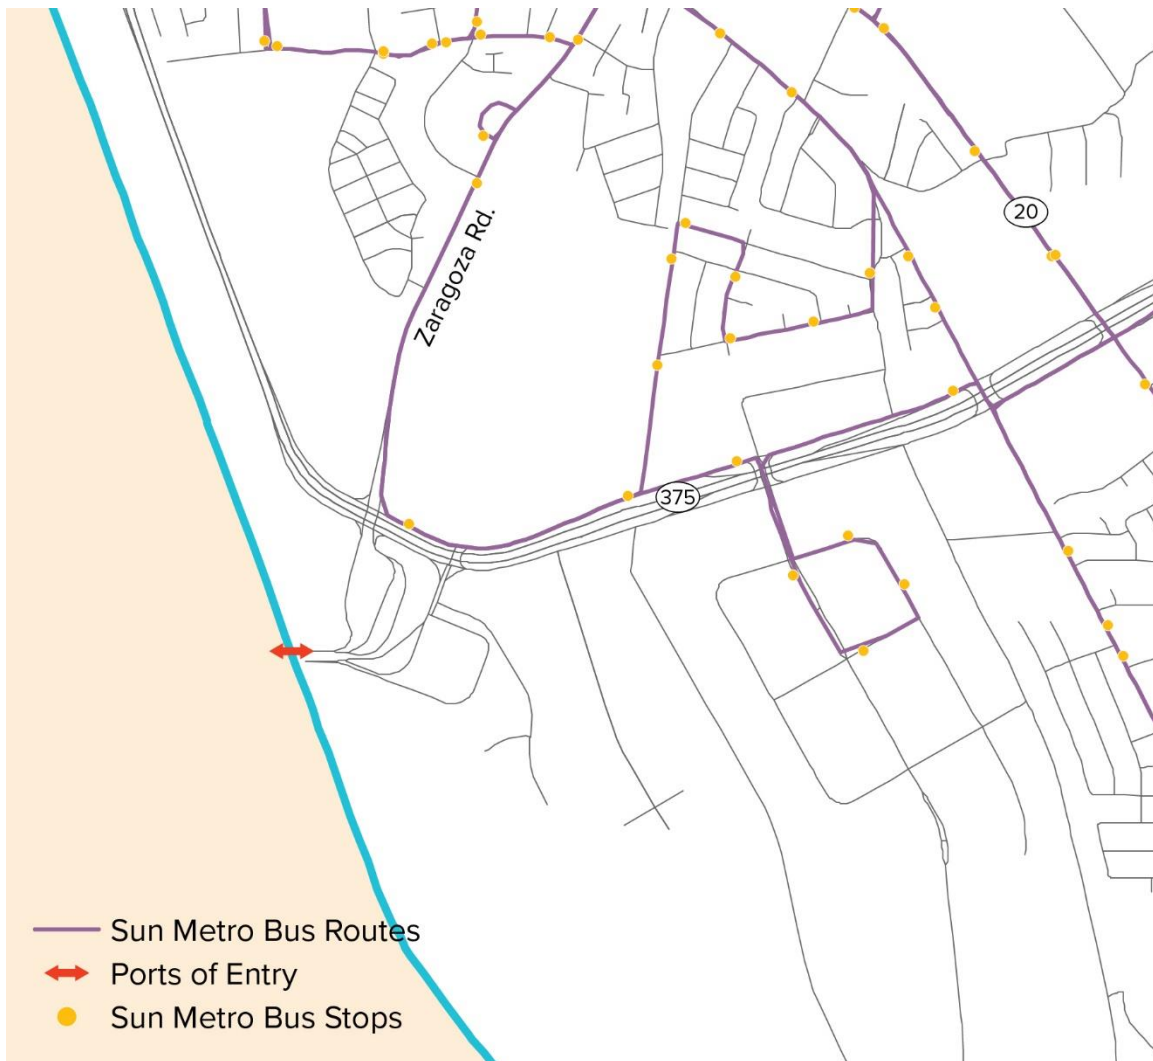 20
Zaragoza Rd.
375
Sun Metro Bus Routes
Ports of Entry
Sun Metro Bus Stops